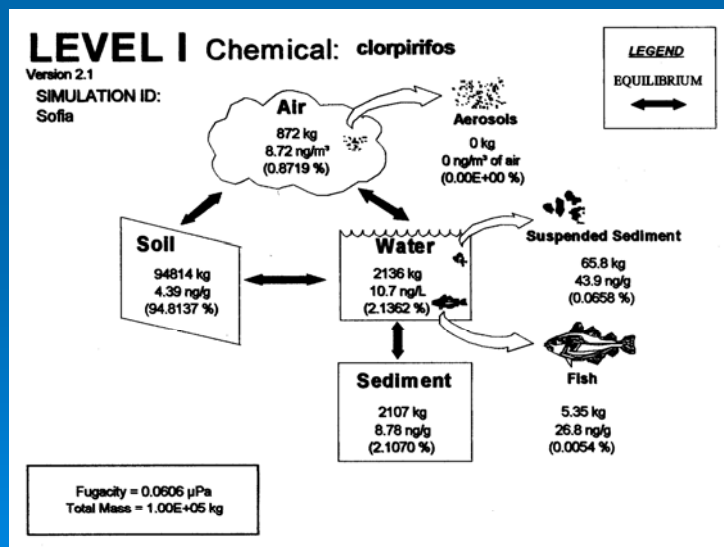 LEVEL I Chemical: clorpirifos
Version 2.1
SIMULATION ID:
Sofia
LEGEND
EQUILIBRIUM
Air
872 kg
8.72 ng/m³
(0.8719 %)
Aerosols
0 kg
0 ng/m³ of air
(0.00E+00 %)
Soil
94814 kg
4.39 ng/g
(94.8137 %)
Water
2136 kg
10.7 ng/L
(2.1362 %)
Suspended Sediment
65.8 kg
43.9 ng/g
(0.0658 %)
Sediment
2107 kg
8.78 ng/g
(2.1070 %)
Fish
5.35 kg
26.8 ng/g
(0.0054 %)
Fugacity = 0.0606 µPa
Total Mass = 1.00E+05 kg